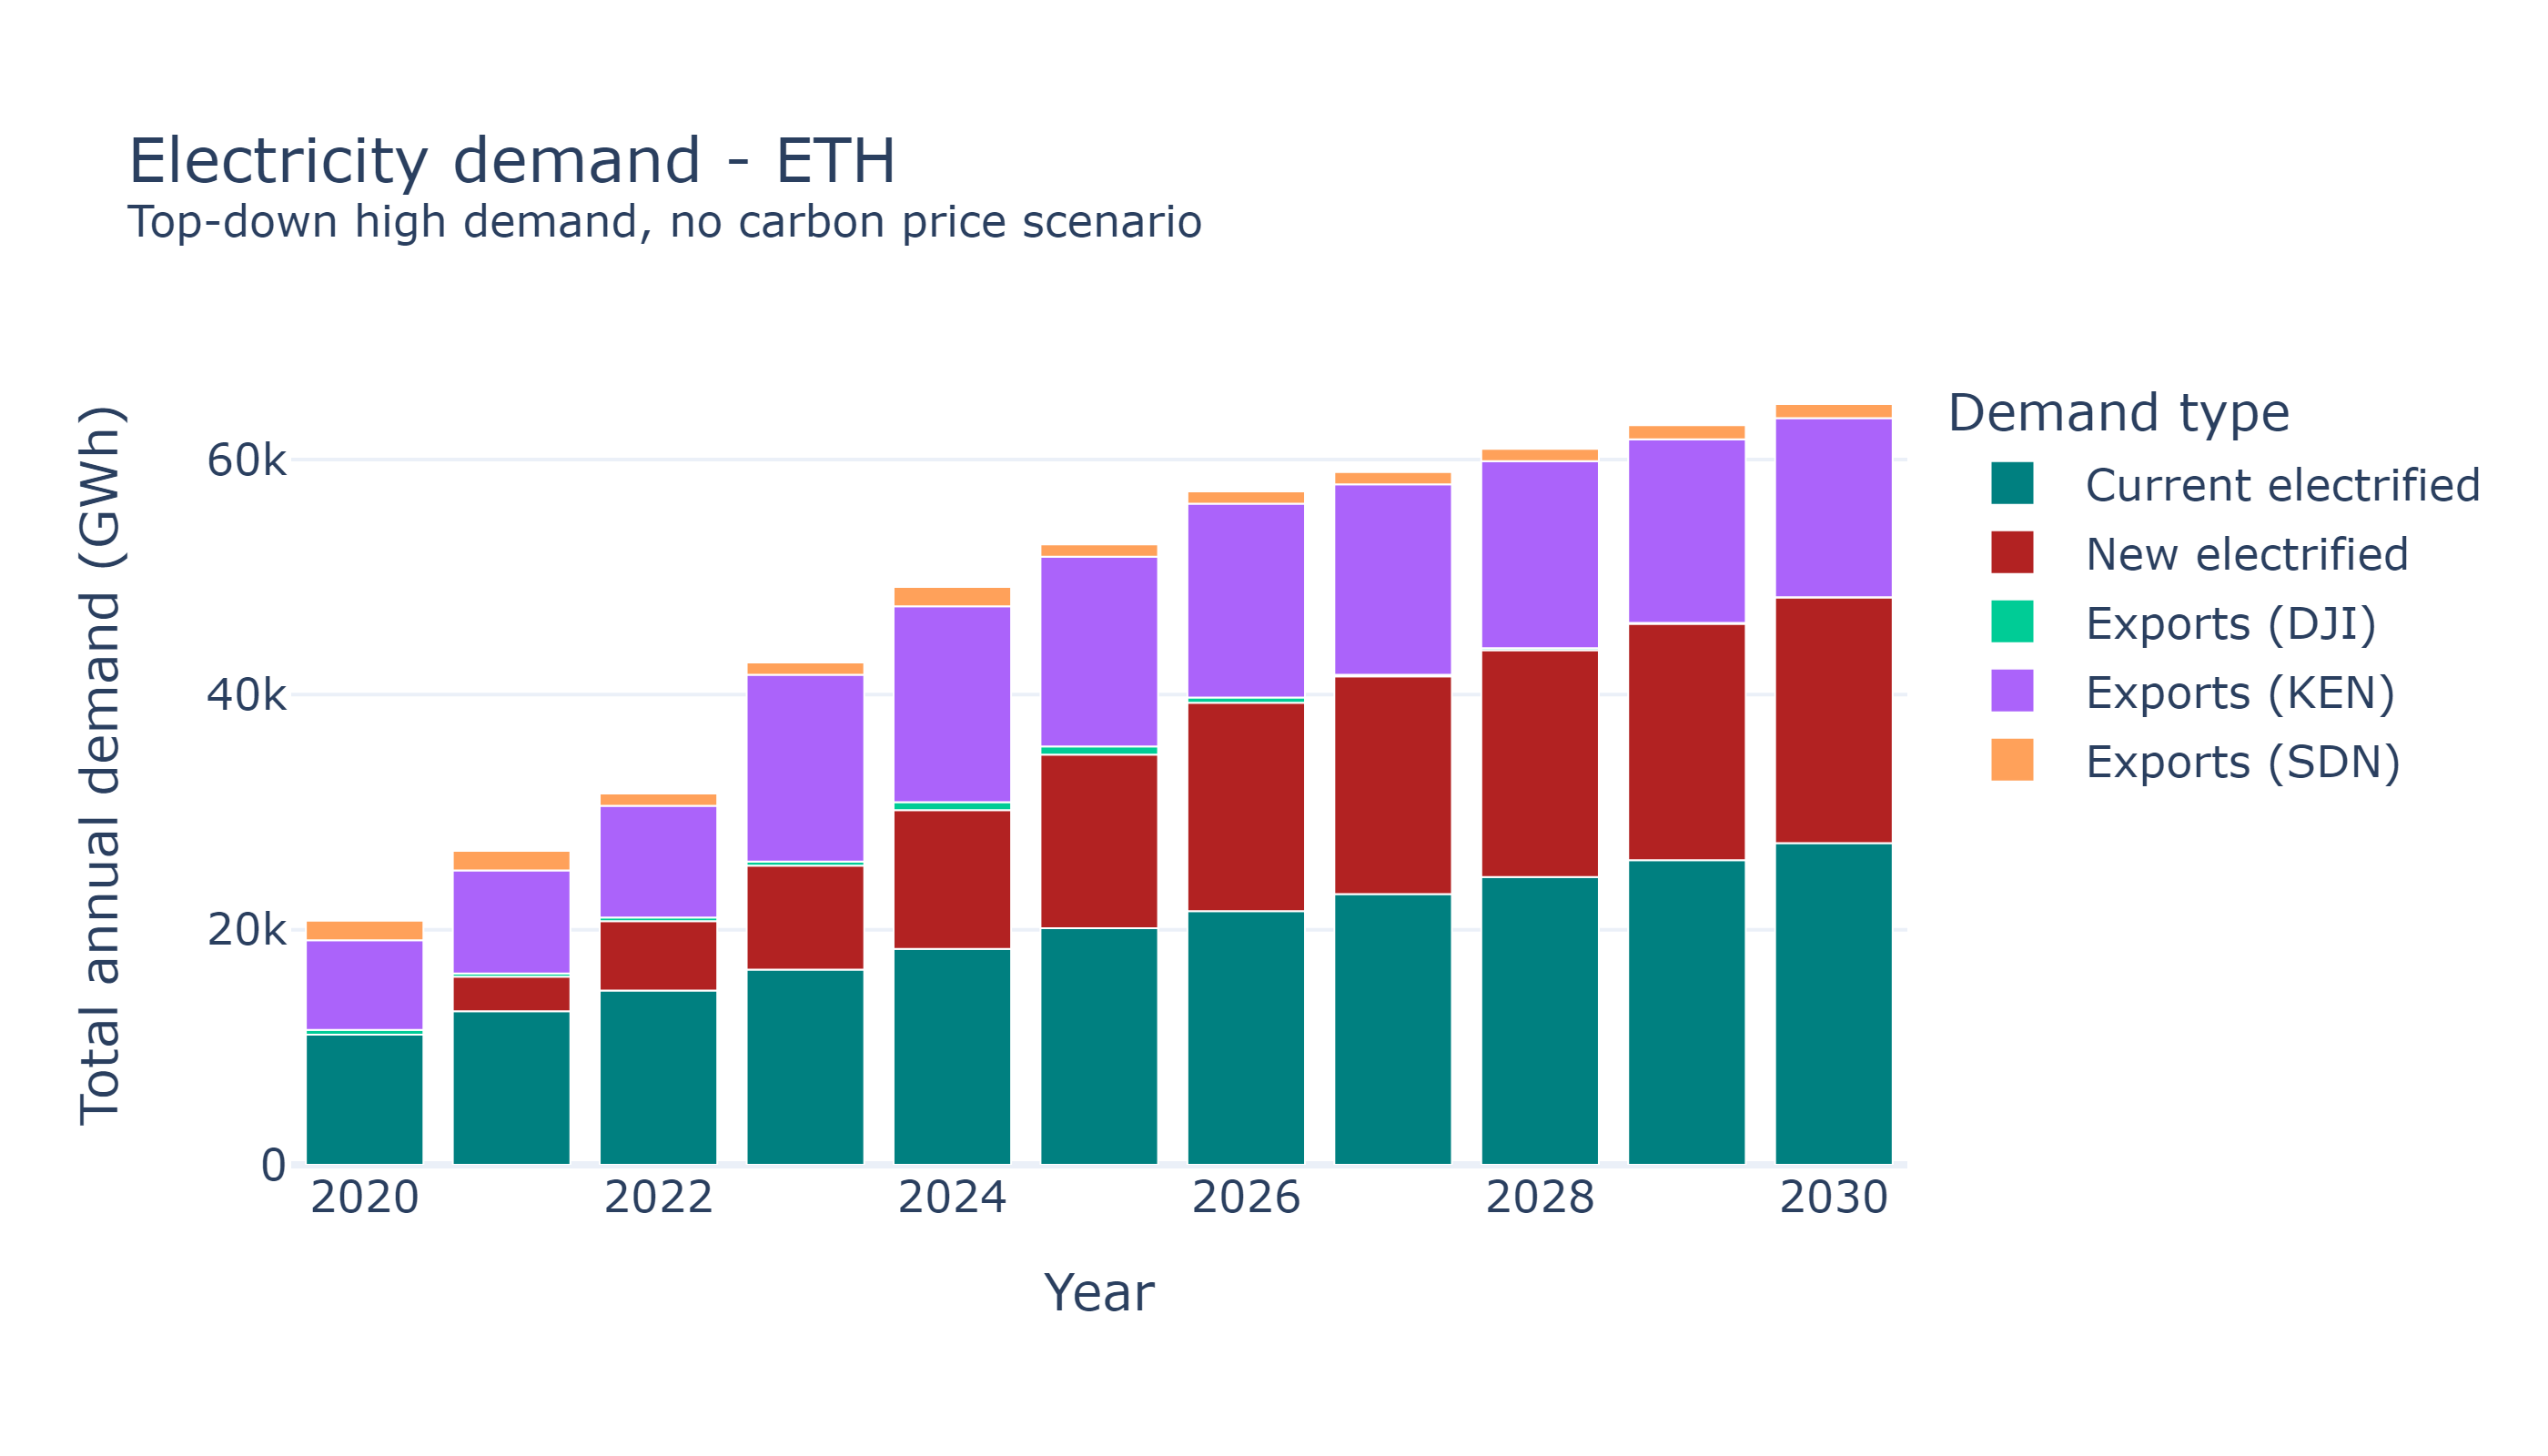 Electricity demand - ETH
Top-down high demand, no carbon price scenario
Total annual demand (GWh)
60k
40k
20k
0
2020
2022
2024
2026
2028
2030
Year
Demand type
Current electrified
New electrified
Exports (DJI)
Exports (KEN)
Exports (SDN)